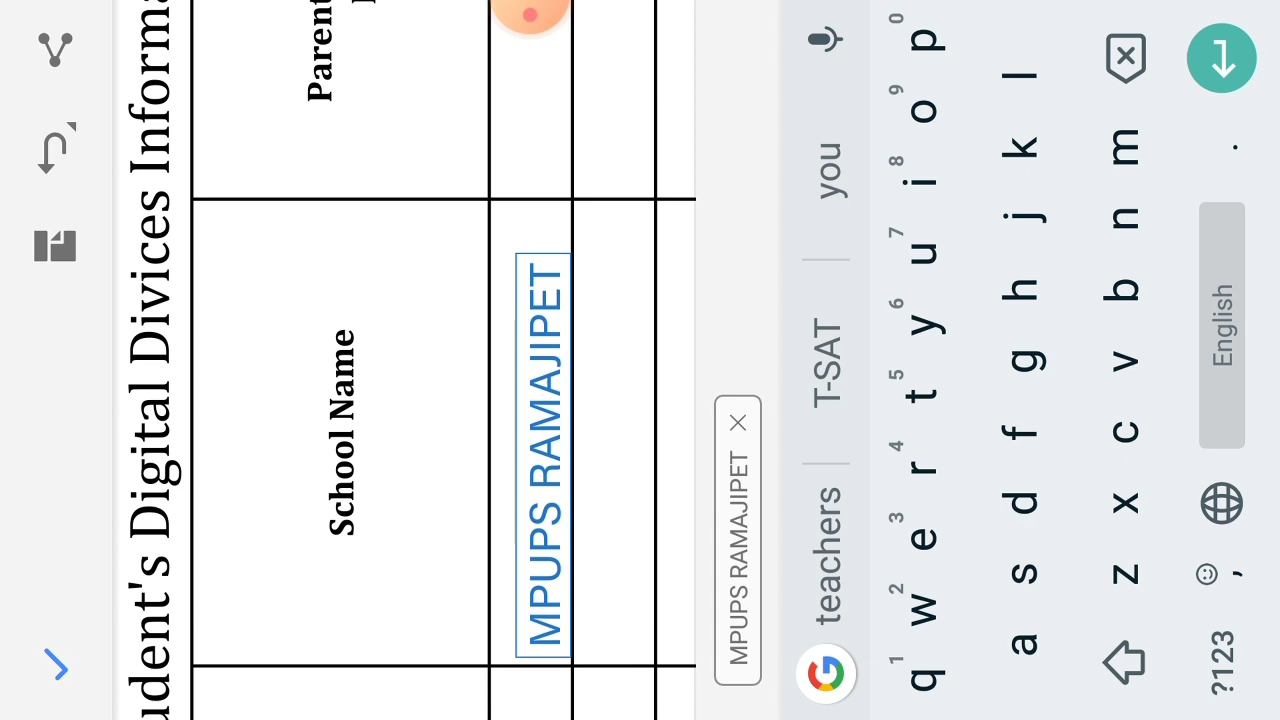 udent's Digital Divices Informa
School Name
Parent
MPUPS RAMAJIPET
MPUPS RAMAJIPET
teachers T-SAT you
1 2 3 4 5 6 7 8 9 0
q w e r t y u i o p
a s d f g h j k l
z x c v b n m
?123 , English .